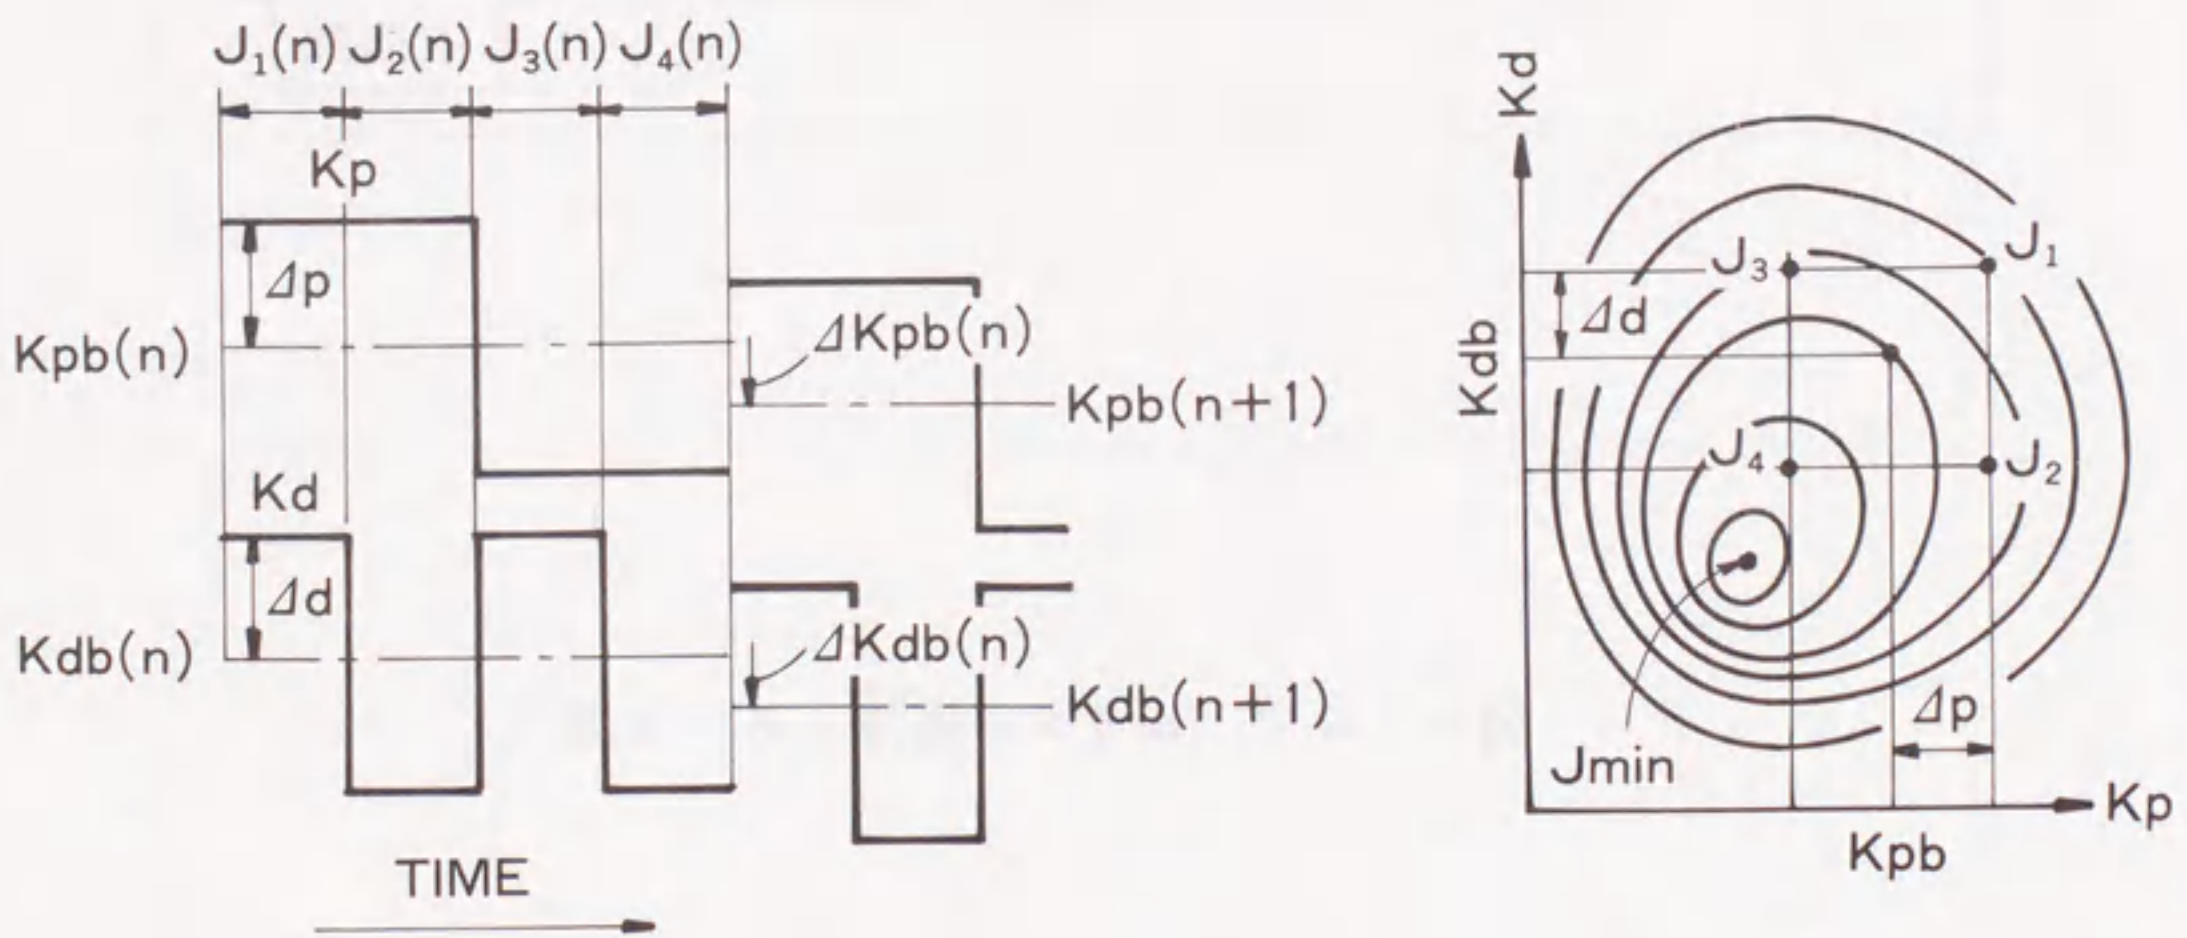 J₁(n) J₂(n) J₃(n) J₄(n)
Kp
Δp
Kpb(n)
ΔKpb(n)
Kpb(n+1)
Kd
Δd
Kdb(n)
ΔKdb(n)
Kdb(n+1)
TIME
Kd
J₁
J₃
Δd
Kdb
J₄
J₂
Δp
Jmin
Kp
Kpb